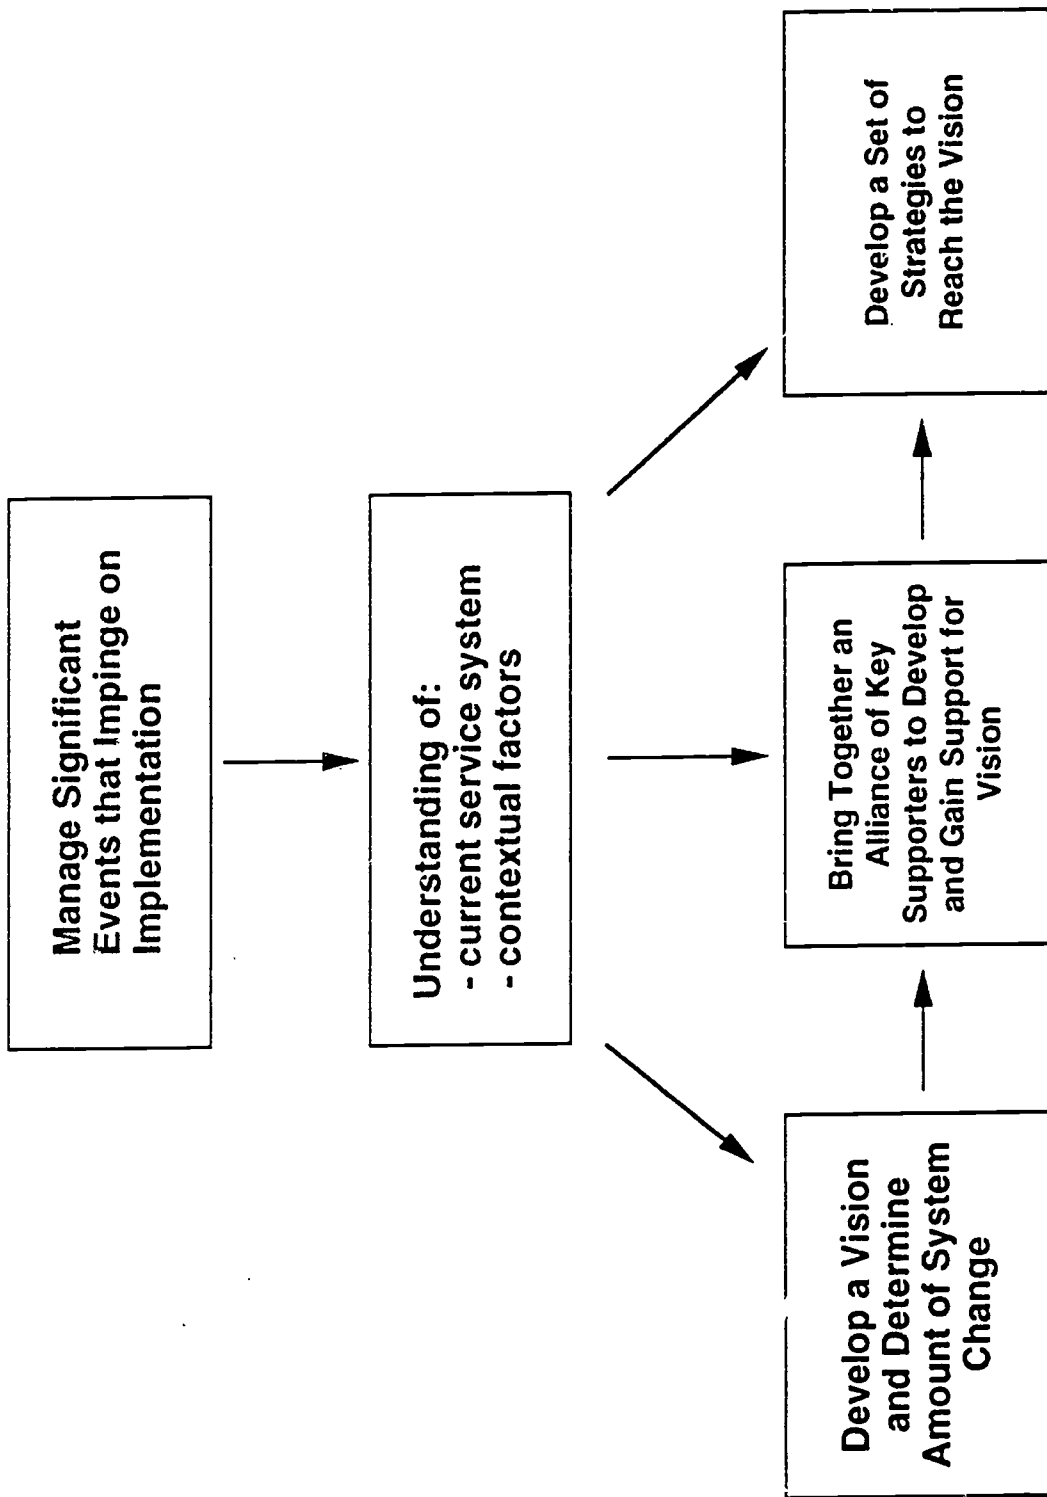 Manage Significant
Events that Impinge on
Implementation
Understanding of:
- current service system
- contextual factors
Develop a Vision
and Determine
Amount of System
Change
Bring Together an
Alliance of Key
Supporters to Develop
and Gain Support for
Vision
Develop a Set of
Strategies to
Reach the Vision